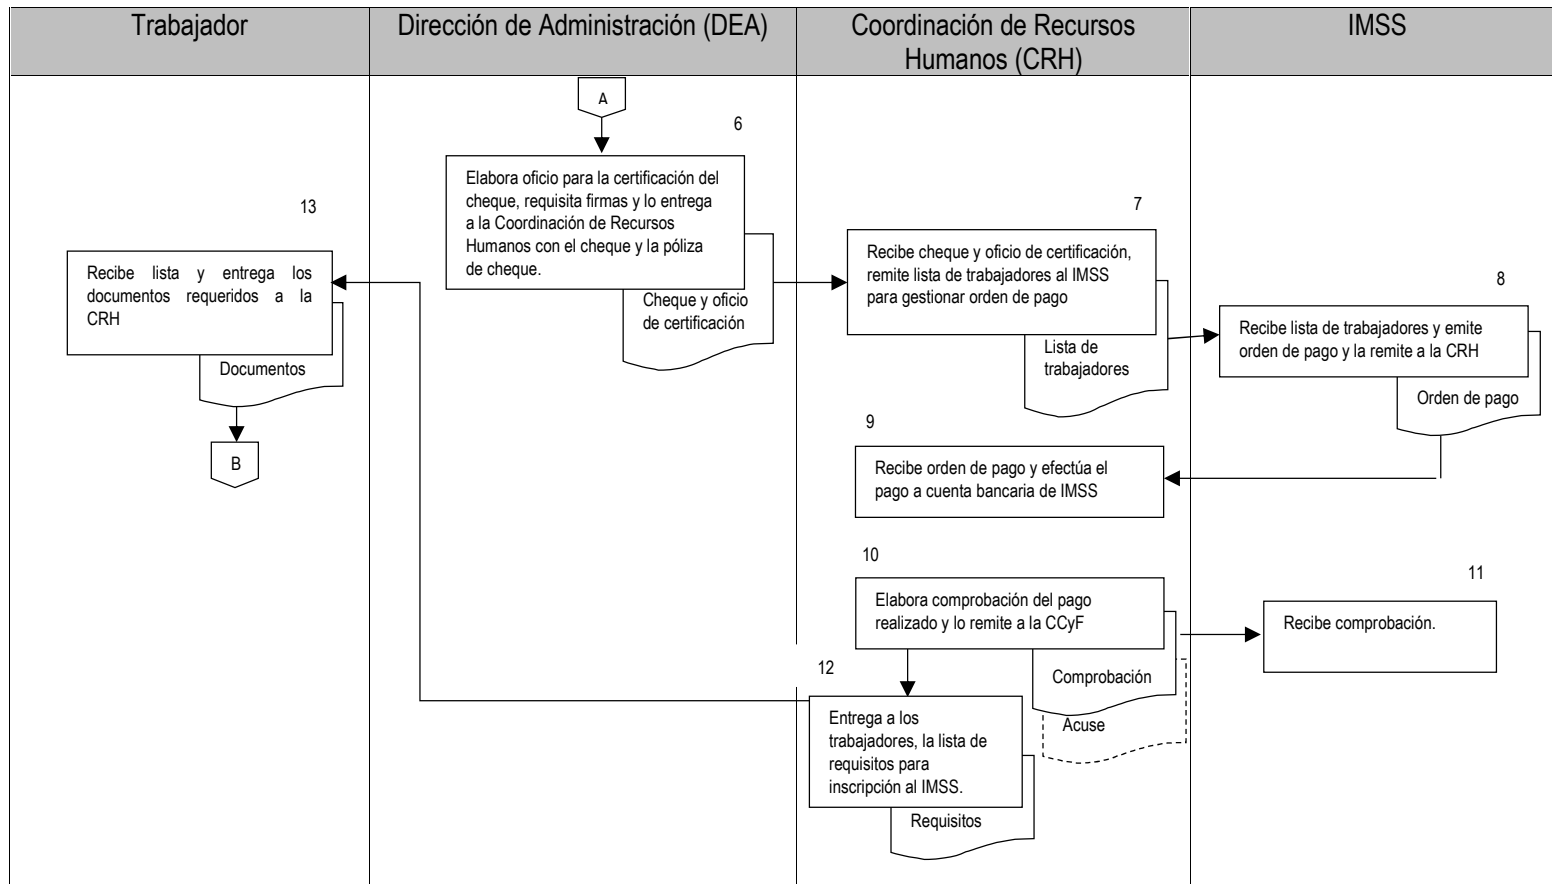 Trabajador
Dirección de Administración (DEA)
Coordinación de Recursos
Humanos (CRH)
IMSS
A
6
Elabora oficio para la certificación del
cheque, requisita firmas y lo entrega
a la Coordinación de Recursos
Humanos con el cheque y la póliza
de cheque.
Cheque y oficio
de certificación
7
Recibe cheque y oficio de certificación,
remite lista de trabajadores al IMSS
para gestionar orden de pago
Lista de
trabajadores
8
Recibe lista de trabajadores y emite
orden de pago y la remite a la CRH
Orden de pago
9
Recibe orden de pago y efectúa el
pago a cuenta bancaria de IMSS
10
Elabora comprobación del pago
realizado y lo remite a la CCyF
Comprobación
Acuse
11
Recibe comprobación.
12
Entrega a los
trabajadores, la lista de
requisitos para
inscripción al IMSS.
Requisitos
13
Recibe lista y entrega los
documentos requeridos a la
CRH
Documentos
B